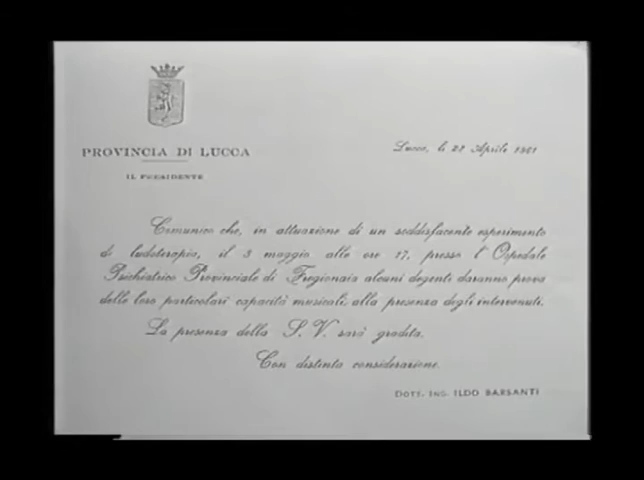 PROVINCIA DI LUCCA
IL PRESIDENTE
Lucca, li 27 Aprile 1961
Comunico che, in attuazione di un soddisfacente esperimento
di ludoterapia, il 3 maggio alle ore 17, presso l'Ospedale
Psichiatrico Provinciale di Fregionaia alcuni degenti daranno prova
delle loro particolari capacità musicali, alla presenza degli intervenuti.
La presenza della S. V. sarà gradita.
Con distinta considerazione.
DOTT. ING. ILDO BARSANTI